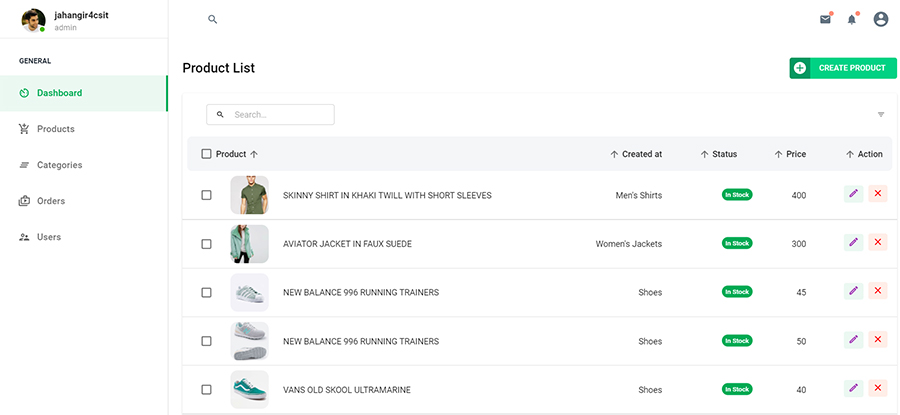 jahangir4csit
admin
GENERAL
Dashboard
Products
Categories
Orders
Users
Product List
CREATE PRODUCT
Search...
Product Created at Status Price Action
SKINNY SHIRT IN KHAKI TWILL WITH SHORT SLEEVES Men's Shirts In Stock 400
AVIATOR JACKET IN FAUX SUEDE Women's Jackets In Stock 300
NEW BALANCE 996 RUNNING TRAINERS Shoes In Stock 45
NEW BALANCE 996 RUNNING TRAINERS Shoes In Stock 50
VANS OLD SKOOL ULTRAMARINE Shoes In Stock 40